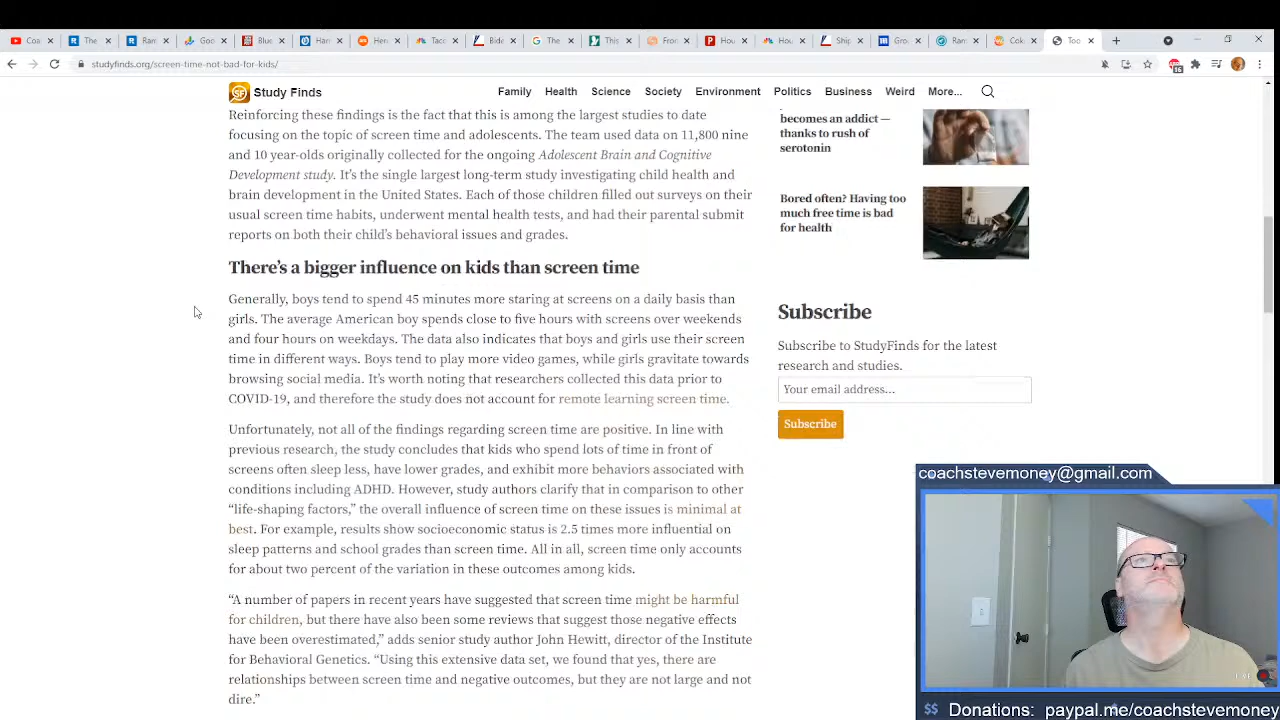 Coa
The
Ran
Goo
Blue
Han
Her
Taco
Bide
The
This
Fro
Hou
Hou
Ship
Gro
Ran
Cok
Too
studyfinds.org/screen-time-not-bad-for-kids/
16
SF Study Finds
Family Health Science Society Environment Politics Business Weird More...
Reinforcing these findings is the fact that this is among the largest studies to date
focusing on the topic of screen time and adolescents. The team used data on 11,800 nine
and 10 year-olds originally collected for the ongoing Adolescent Brain and Cognitive
Development study. It’s the single largest long-term study investigating child health and
brain development in the United States. Each of those children filled out surveys on their
usual screen time habits, underwent mental health tests, and had their parental submit
reports on both their child’s behavioral issues and grades.
There’s a bigger influence on kids than screen time
Generally, boys tend to spend 45 minutes more staring at screens on a daily basis than
girls. The average American boy spends close to five hours with screens over weekends
and four hours on weekdays. The data also indicates that boys and girls use their screen
time in different ways. Boys tend to play more video games, while girls gravitate towards
browsing social media. It’s worth noting that researchers collected this data prior to
COVID-19, and therefore the study does not account for remote learning screen time.
Unfortunately, not all of the findings regarding screen time are positive. In line with
previous research, the study concludes that kids who spend lots of time in front of
screens often sleep less, have lower grades, and exhibit more behaviors associated with
conditions including ADHD. However, study authors clarify that in comparison to other
“life-shaping factors,” the overall influence of screen time on these issues is minimal at
best. For example, results show socioeconomic status is 2.5 times more influential on
sleep patterns and school grades than screen time. All in all, screen time only accounts
for about two percent of the variation in these outcomes among kids.
“A number of papers in recent years have suggested that screen time might be harmful
for children, but there have also been some reviews that suggest those negative effects
have been overestimated,” adds senior study author John Hewitt, director of the Institute
for Behavioral Genetics. “Using this extensive data set, we found that yes, there are
relationships between screen time and negative outcomes, but they are not large and not
dire.”
becomes an addict —
thanks to rush of
serotonin
Bored often? Having too
much free time is bad
for health
Subscribe
Subscribe to StudyFinds for the latest
research and studies.
Your email address...
Subscribe
coachstevemoney@gmail.com
$$ Donations: paypal.me/coachstevemoney